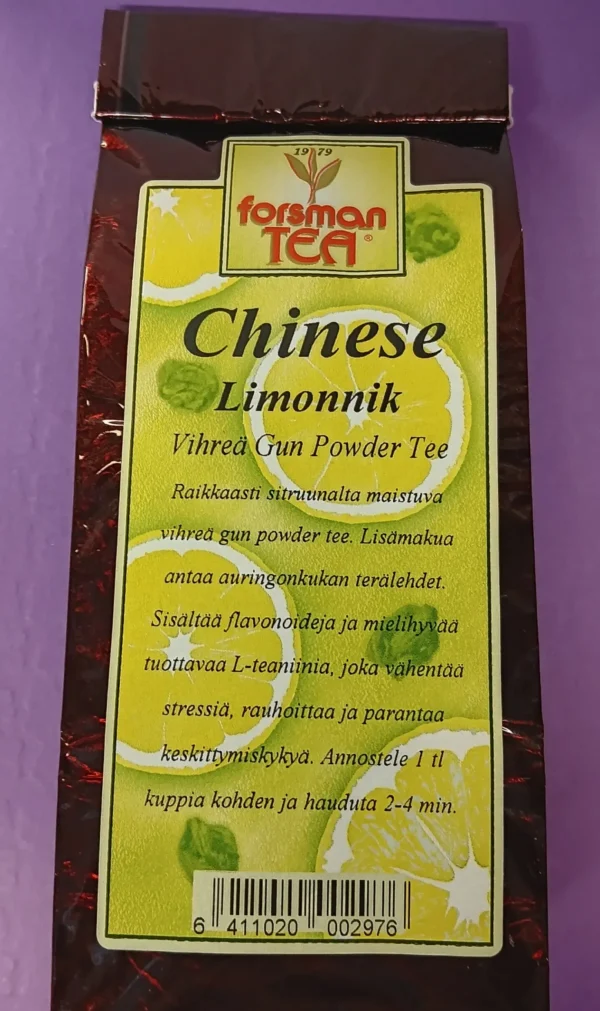 1979
forsman
TEA®
Chinese
Limonnik
Vihreä Gun Powder Tee
Raikkaasti sitruunalta maistuva
vihreä gun powder tee. Lisämakua
antaa auringonkukan terälehdet.
Sisältää flavonoideja ja mielihyvää
tuottavaa L-teaniinia, joka vähentää
stressiä, rauhoittaa ja parantaa
keskittymiskykyä. Annostele 1 tl
kuppia kohden ja hauduta 2-4 min.
6 411020 002976